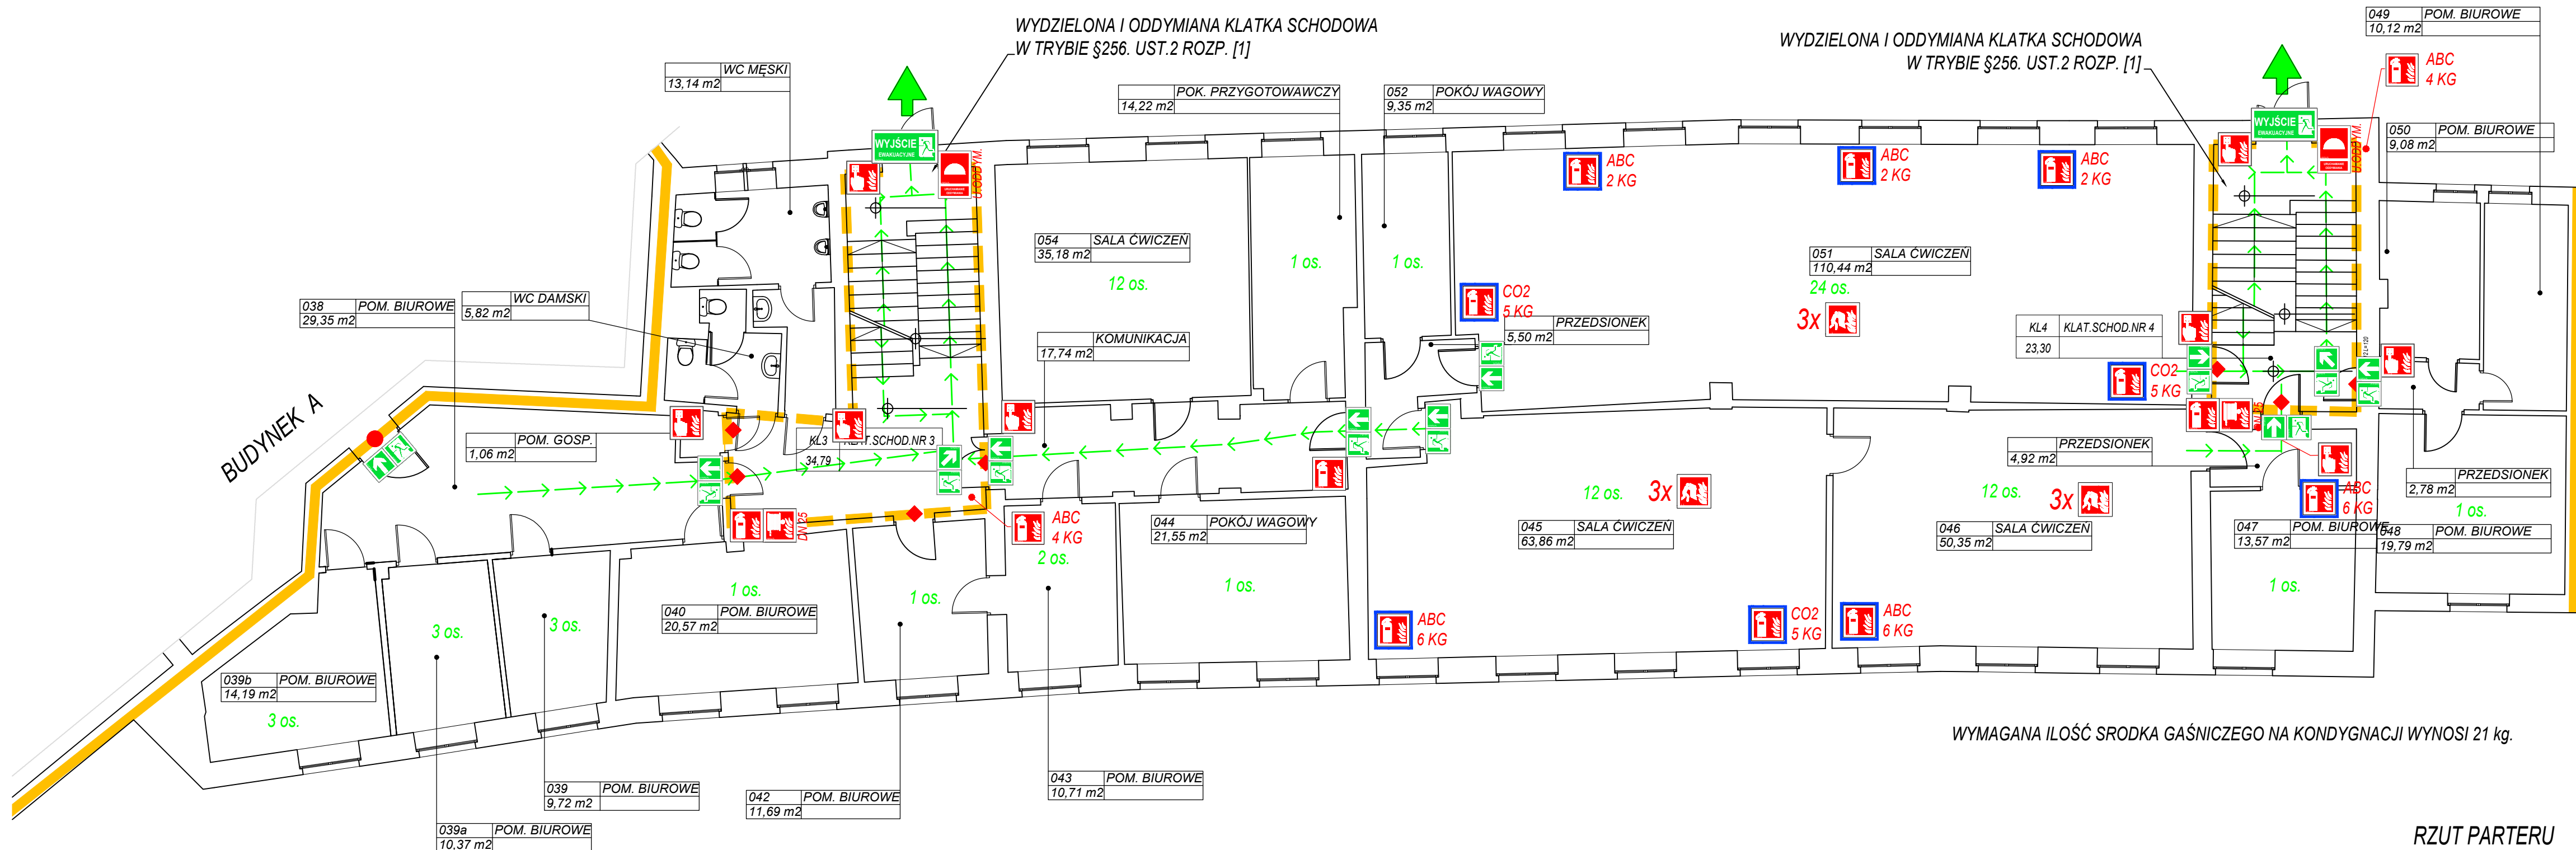 WYDZIELONA I ODDYMIANA KLATKA SCHODOWA
W TRYBIE §256. UST.2 ROZP. [1]
WYDZIELONA I ODDYMIANA KLATKA SCHODOWA
W TRYBIE §256. UST.2 ROZP. [1]
049 POM. BIUROWE
10,12 m2
ABC
4 KG
WC MĘSKI
13,14 m2
POK. PRZYGOTOWAWCZY
14,22 m2
052 POKÓJ WAGOWY
9,35 m2
050 POM. BIUROWE
9,08 m2
WYJŚCIE
EWAKUACYJNE
U.ODDYM.
WYJŚCIE
EWAKUACYJNE
U.ODDYM.
ABC
2 KG
ABC
2 KG
ABC
2 KG
054 SALA ĆWICZEŃ
35,18 m2
12 os.
1 os.
1 os.
051 SALA ĆWICZEŃ
110,44 m2
24 os.
3x
CO2
5 KG
038 POM. BIUROWE
29,35 m2
WC DAMSKI
5,82 m2
KOMUNIKACJA
17,74 m2
PRZEDSIONEK
5,50 m2
KL4 KLAT.SCHOD.NR 4
23,30
CO2
5 KG
BUDYNEK A
POM. GOSP.
1,06 m2
KL3 KLAT.SCHOD.NR 3
34,79
PRZEDSIONEK
4,92 m2
PRZEDSIONEK
2,78 m2
1 os.
DN 25
ABC
4 KG
2 os.
044 POKÓJ WAGOWY
21,55 m2
1 os.
12 os.
3x
045 SALA ĆWICZEŃ
63,86 m2
12 os.
3x
046 SALA ĆWICZEŃ
50,35 m2
ABC
6 KG
047 POM. BIUROWE
13,57 m2
1 os.
048 POM. BIUROWE
19,79 m2
ABC
6 KG
CO2
5 KG
ABC
6 KG
3 os.
3 os.
1 os.
040 POM. BIUROWE
20,57 m2
1 os.
039b POM. BIUROWE
14,19 m2
3 os.
WYMAGANA ILOŚĆ SRODKA GAŚNICZEGO NA KONDYGNACJI WYNOSI 21 kg.
039 POM. BIUROWE
9,72 m2
042 POM. BIUROWE
11,69 m2
043 POM. BIUROWE
10,71 m2
039a POM. BIUROWE
10,37 m2
RZUT PARTERU